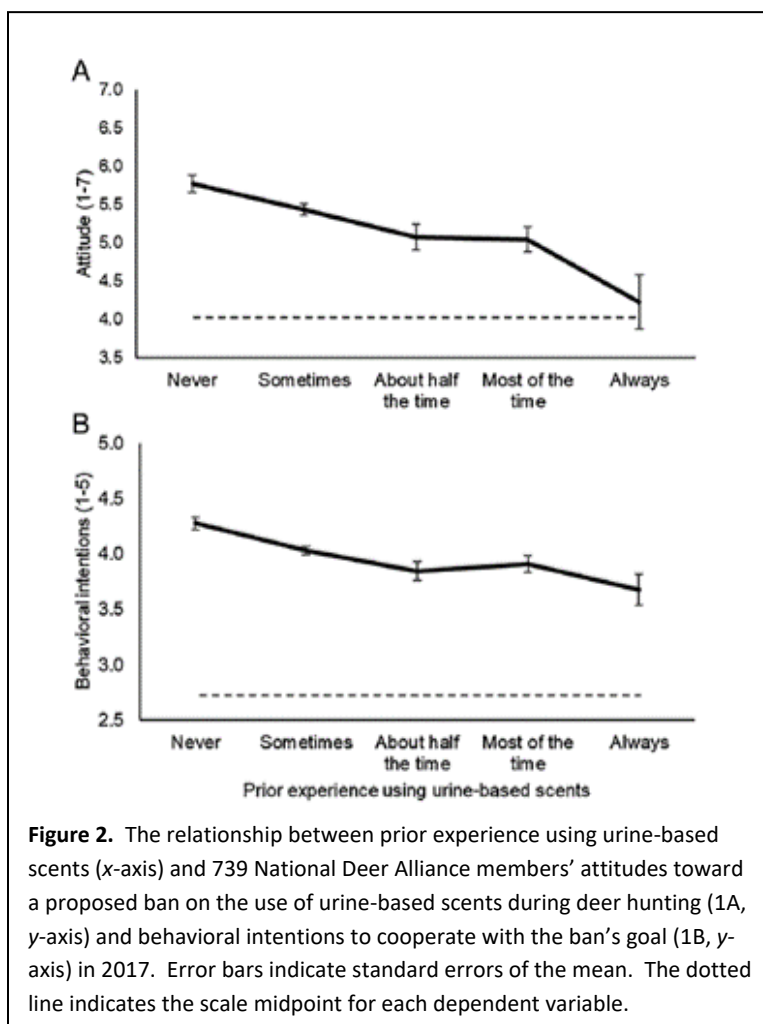 A
7.0
6.5
6.0
5.5
5.0
4.5
4.0
3.5
Attitude (1-7)
Never Sometimes About half the time Most of the time Always
B
5.0
4.5
4.0
3.5
3.0
2.5
Behavioral intentions (1-5)
Never Sometimes About half the time Most of the time Always
Prior experience using urine-based scents
Figure 2. The relationship between prior experience using urine-based
scents (x-axis) and 739 National Deer Alliance members’ attitudes toward
a proposed ban on the use of urine-based scents during deer hunting (1A,
y-axis) and behavioral intentions to cooperate with the ban’s goal (1B, y-
axis) in 2017. Error bars indicate standard errors of the mean. The dotted
line indicates the scale midpoint for each dependent variable.